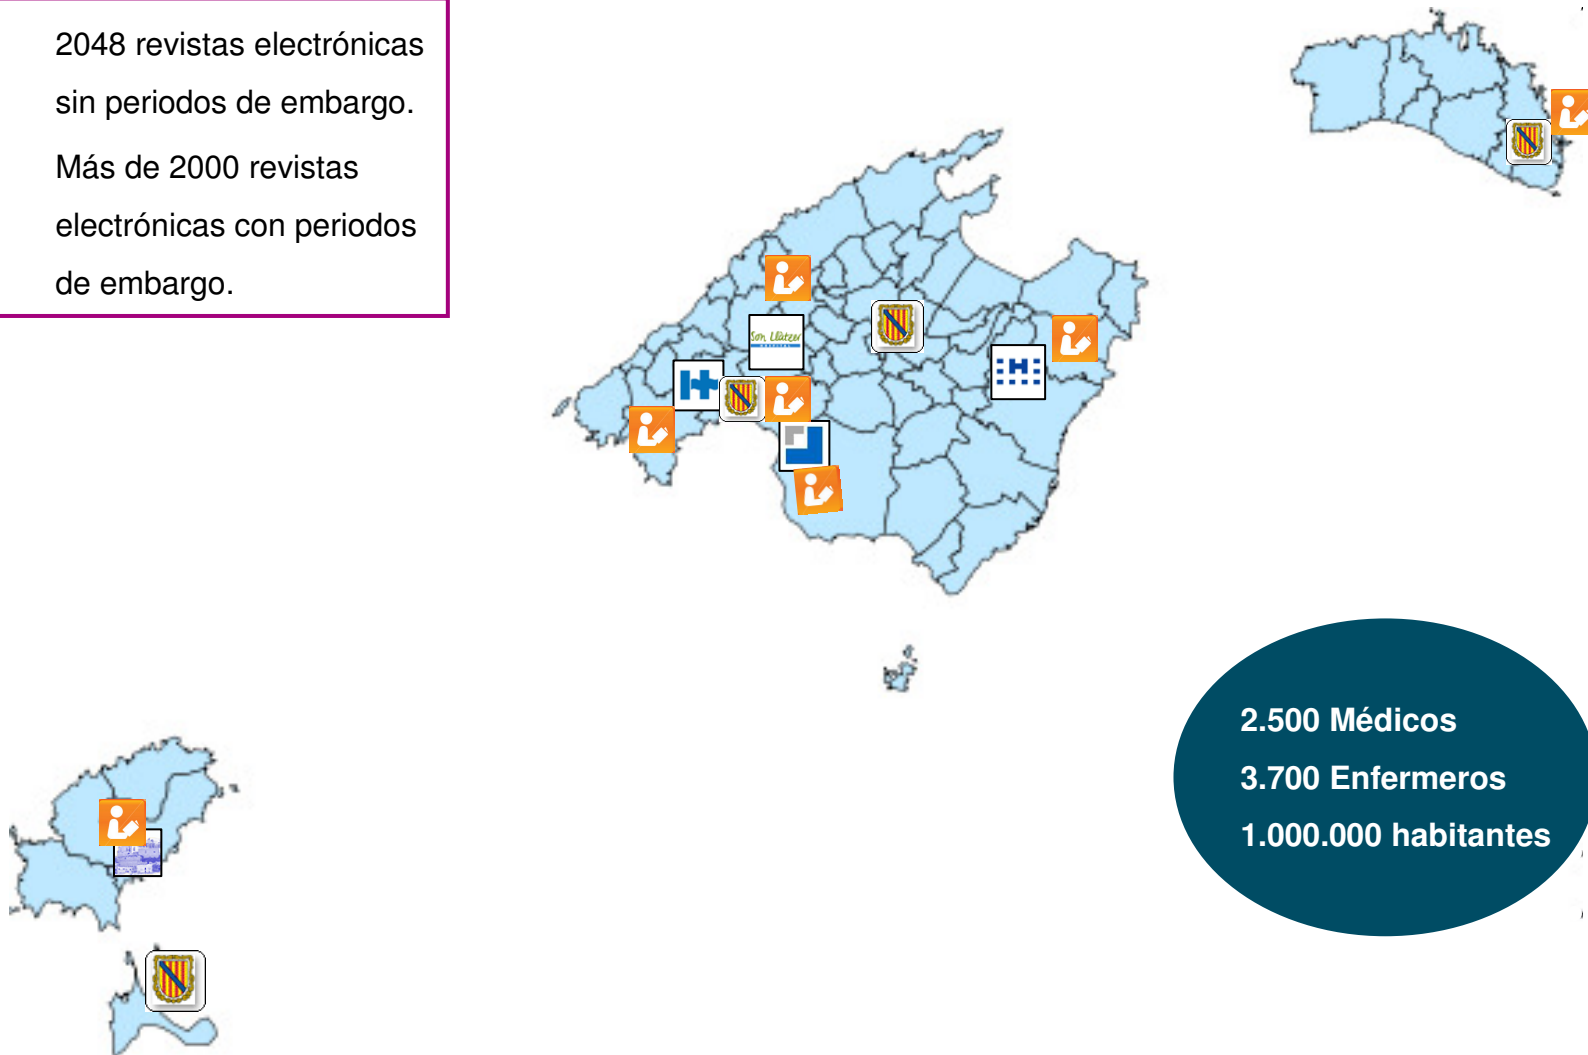 2048 revistas electrónicas
sin periodos de embargo.
Más de 2000 revistas
electrónicas con periodos
de embargo.
Son Llàtzer
HOSPITAL
2.500 Médicos
3.700 Enfermeros
1.000.000 habitantes